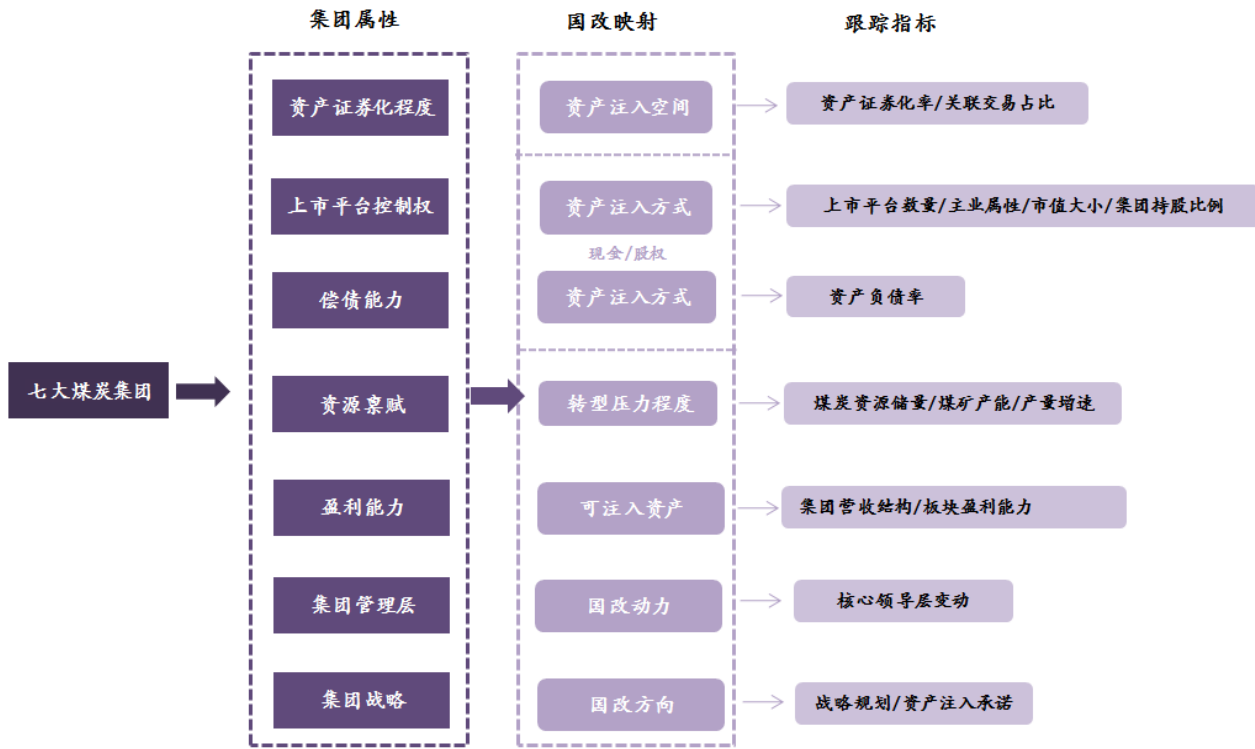 集团属性
国改映射
跟踪指标
资产证券化程度
资产注入空间
资产证券化率/关联交易占比
上市平台控制权
资产注入方式
上市平台数量/主业属性/市值大小/集团持股比例
现金/股权
偿债能力
资产注入方式
资产负债率
七大煤炭集团
资源禀赋
转型压力程度
煤炭资源储量/煤矿产能/产量增速
盈利能力
可注入资产
集团营收结构/板块盈利能力
集团管理层
国改动力
核心领导层变动
集团战略
国改方向
战略规划/资产注入承诺